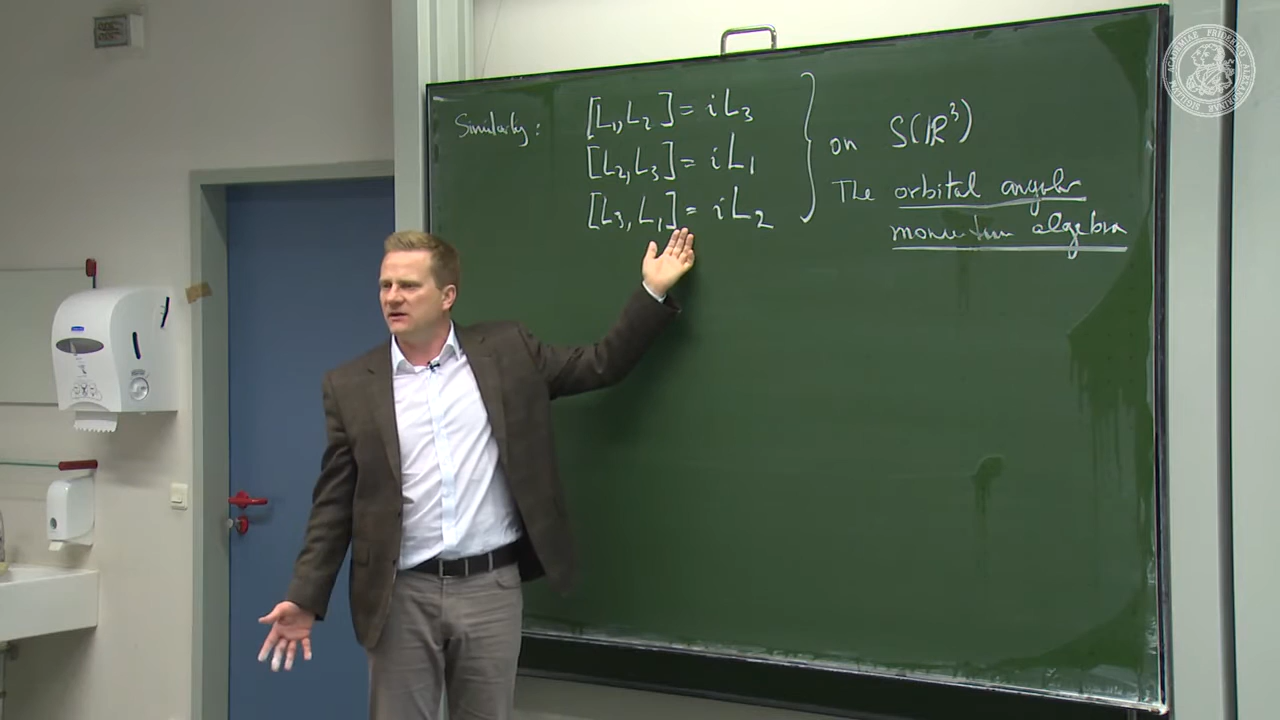 Similarly: [L₁,L₂] = iL₃
[L₂,L₃] = iL₁
[L₃,L₁] = iL₂
on S(ℝ³)
The orbital angular
momentum algebra